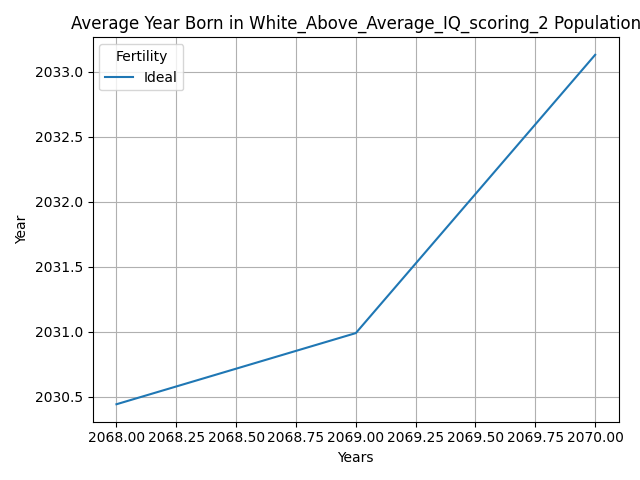 Average Year Born in White_Above_Average_IQ_scoring_2 Population
Fertility
Ideal
2033.0
2032.5
2032.0
2031.5
2031.0
2030.5
Year
2068.00 2068.25 2068.50 2068.75 2069.00 2069.25 2069.50 2069.75 2070.00
Years